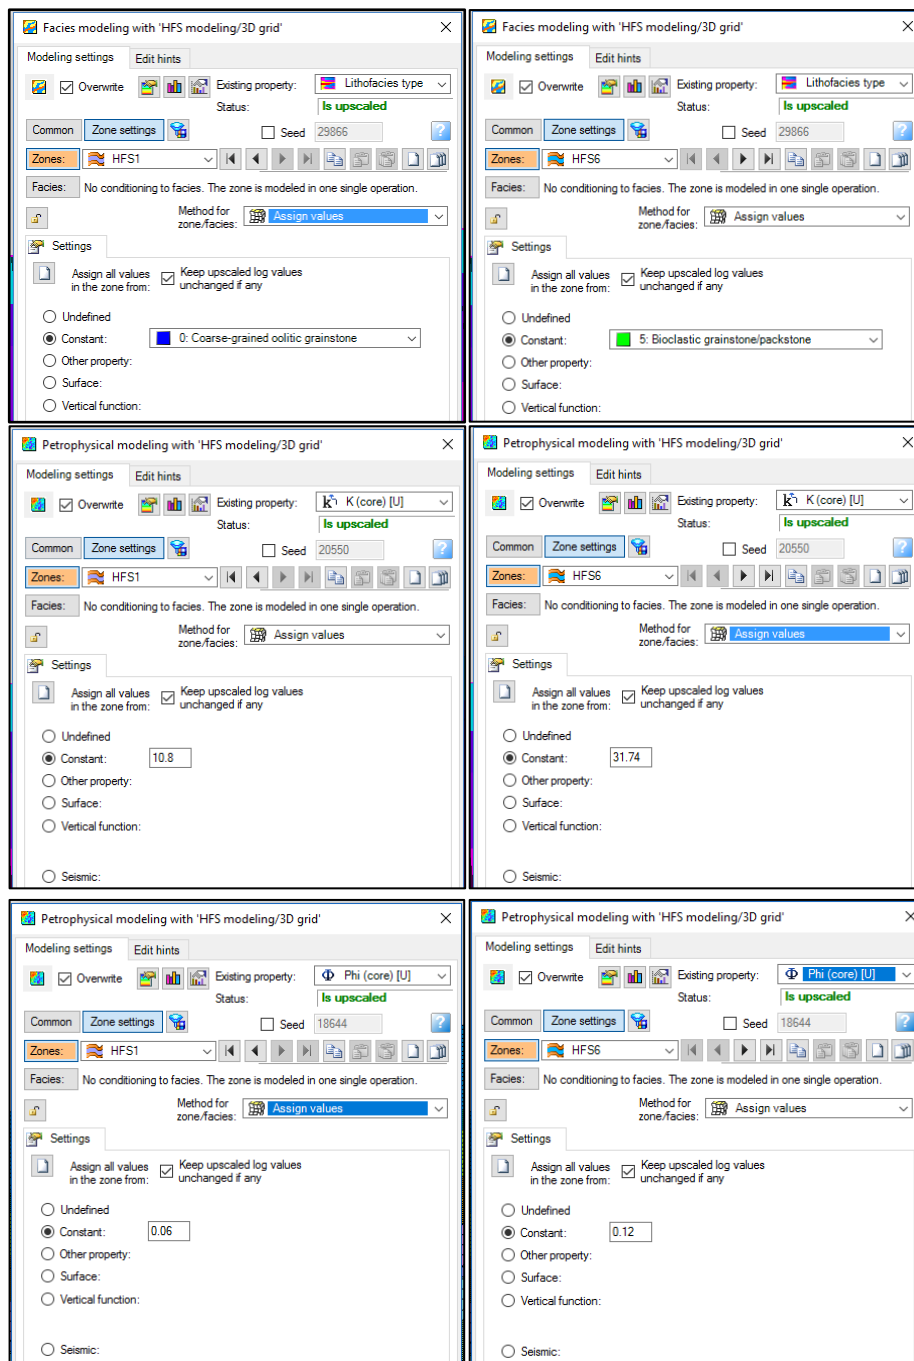 Facies modeling with 'HFS modeling/3D grid'
Modeling settings Edit hints
Overwrite Existing property: Lithofacies type
Status: Is upscaled
Common Zone settings Seed 29866 ?
Zones: HFS1
Facies: No conditioning to facies. The zone is modeled in one single operation.
Method for zone/facies: Assign values
Settings
Assign all values in the zone from: Keep upscaled log values unchanged if any
Undefined
Constant: 0: Coarse-grained oolitic grainstone
Other property:
Surface:
Vertical function:
Facies modeling with 'HFS modeling/3D grid'
Modeling settings Edit hints
Overwrite Existing property: Lithofacies type
Status: Is upscaled
Common Zone settings Seed 29866 ?
Zones: HFS6
Facies: No conditioning to facies. The zone is modeled in one single operation.
Method for zone/facies: Assign values
Settings
Assign all values in the zone from: Keep upscaled log values unchanged if any
Undefined
Constant: 5: Bioclastic grainstone/packstone
Other property:
Surface:
Vertical function:
Petrophysical modeling with 'HFS modeling/3D grid'
Modeling settings Edit hints
Overwrite Existing property: K (core) [U]
Status: Is upscaled
Common Zone settings Seed 20550 ?
Zones: HFS1
Facies: No conditioning to facies. The zone is modeled in one single operation.
Method for zone/facies: Assign values
Settings
Assign all values in the zone from: Keep upscaled log values unchanged if any
Undefined
Constant: 10.8
Other property:
Surface:
Vertical function:
Seismic:
Petrophysical modeling with 'HFS modeling/3D grid'
Modeling settings Edit hints
Overwrite Existing property: K (core) [U]
Status: Is upscaled
Common Zone settings Seed 20550 ?
Zones: HFS6
Facies: No conditioning to facies. The zone is modeled in one single operation.
Method for zone/facies: Assign values
Settings
Assign all values in the zone from: Keep upscaled log values unchanged if any
Undefined
Constant: 31.74
Other property:
Surface:
Vertical function:
Seismic:
Petrophysical modeling with 'HFS modeling/3D grid'
Modeling settings Edit hints
Overwrite Existing property: Φ Phi (core) [U]
Status: Is upscaled
Common Zone settings Seed 18644 ?
Zones: HFS1
Facies: No conditioning to facies. The zone is modeled in one single operation.
Method for zone/facies: Assign values
Settings
Assign all values in the zone from: Keep upscaled log values unchanged if any
Undefined
Constant: 0.06
Other property:
Surface:
Vertical function:
Seismic:
Petrophysical modeling with 'HFS modeling/3D grid'
Modeling settings Edit hints
Overwrite Existing property: Φ Phi (core) [U]
Status: Is upscaled
Common Zone settings Seed 18644 ?
Zones: HFS6
Facies: No conditioning to facies. The zone is modeled in one single operation.
Method for zone/facies: Assign values
Settings
Assign all values in the zone from: Keep upscaled log values unchanged if any
Undefined
Constant: 0.12
Other property:
Surface:
Vertical function:
Seismic: